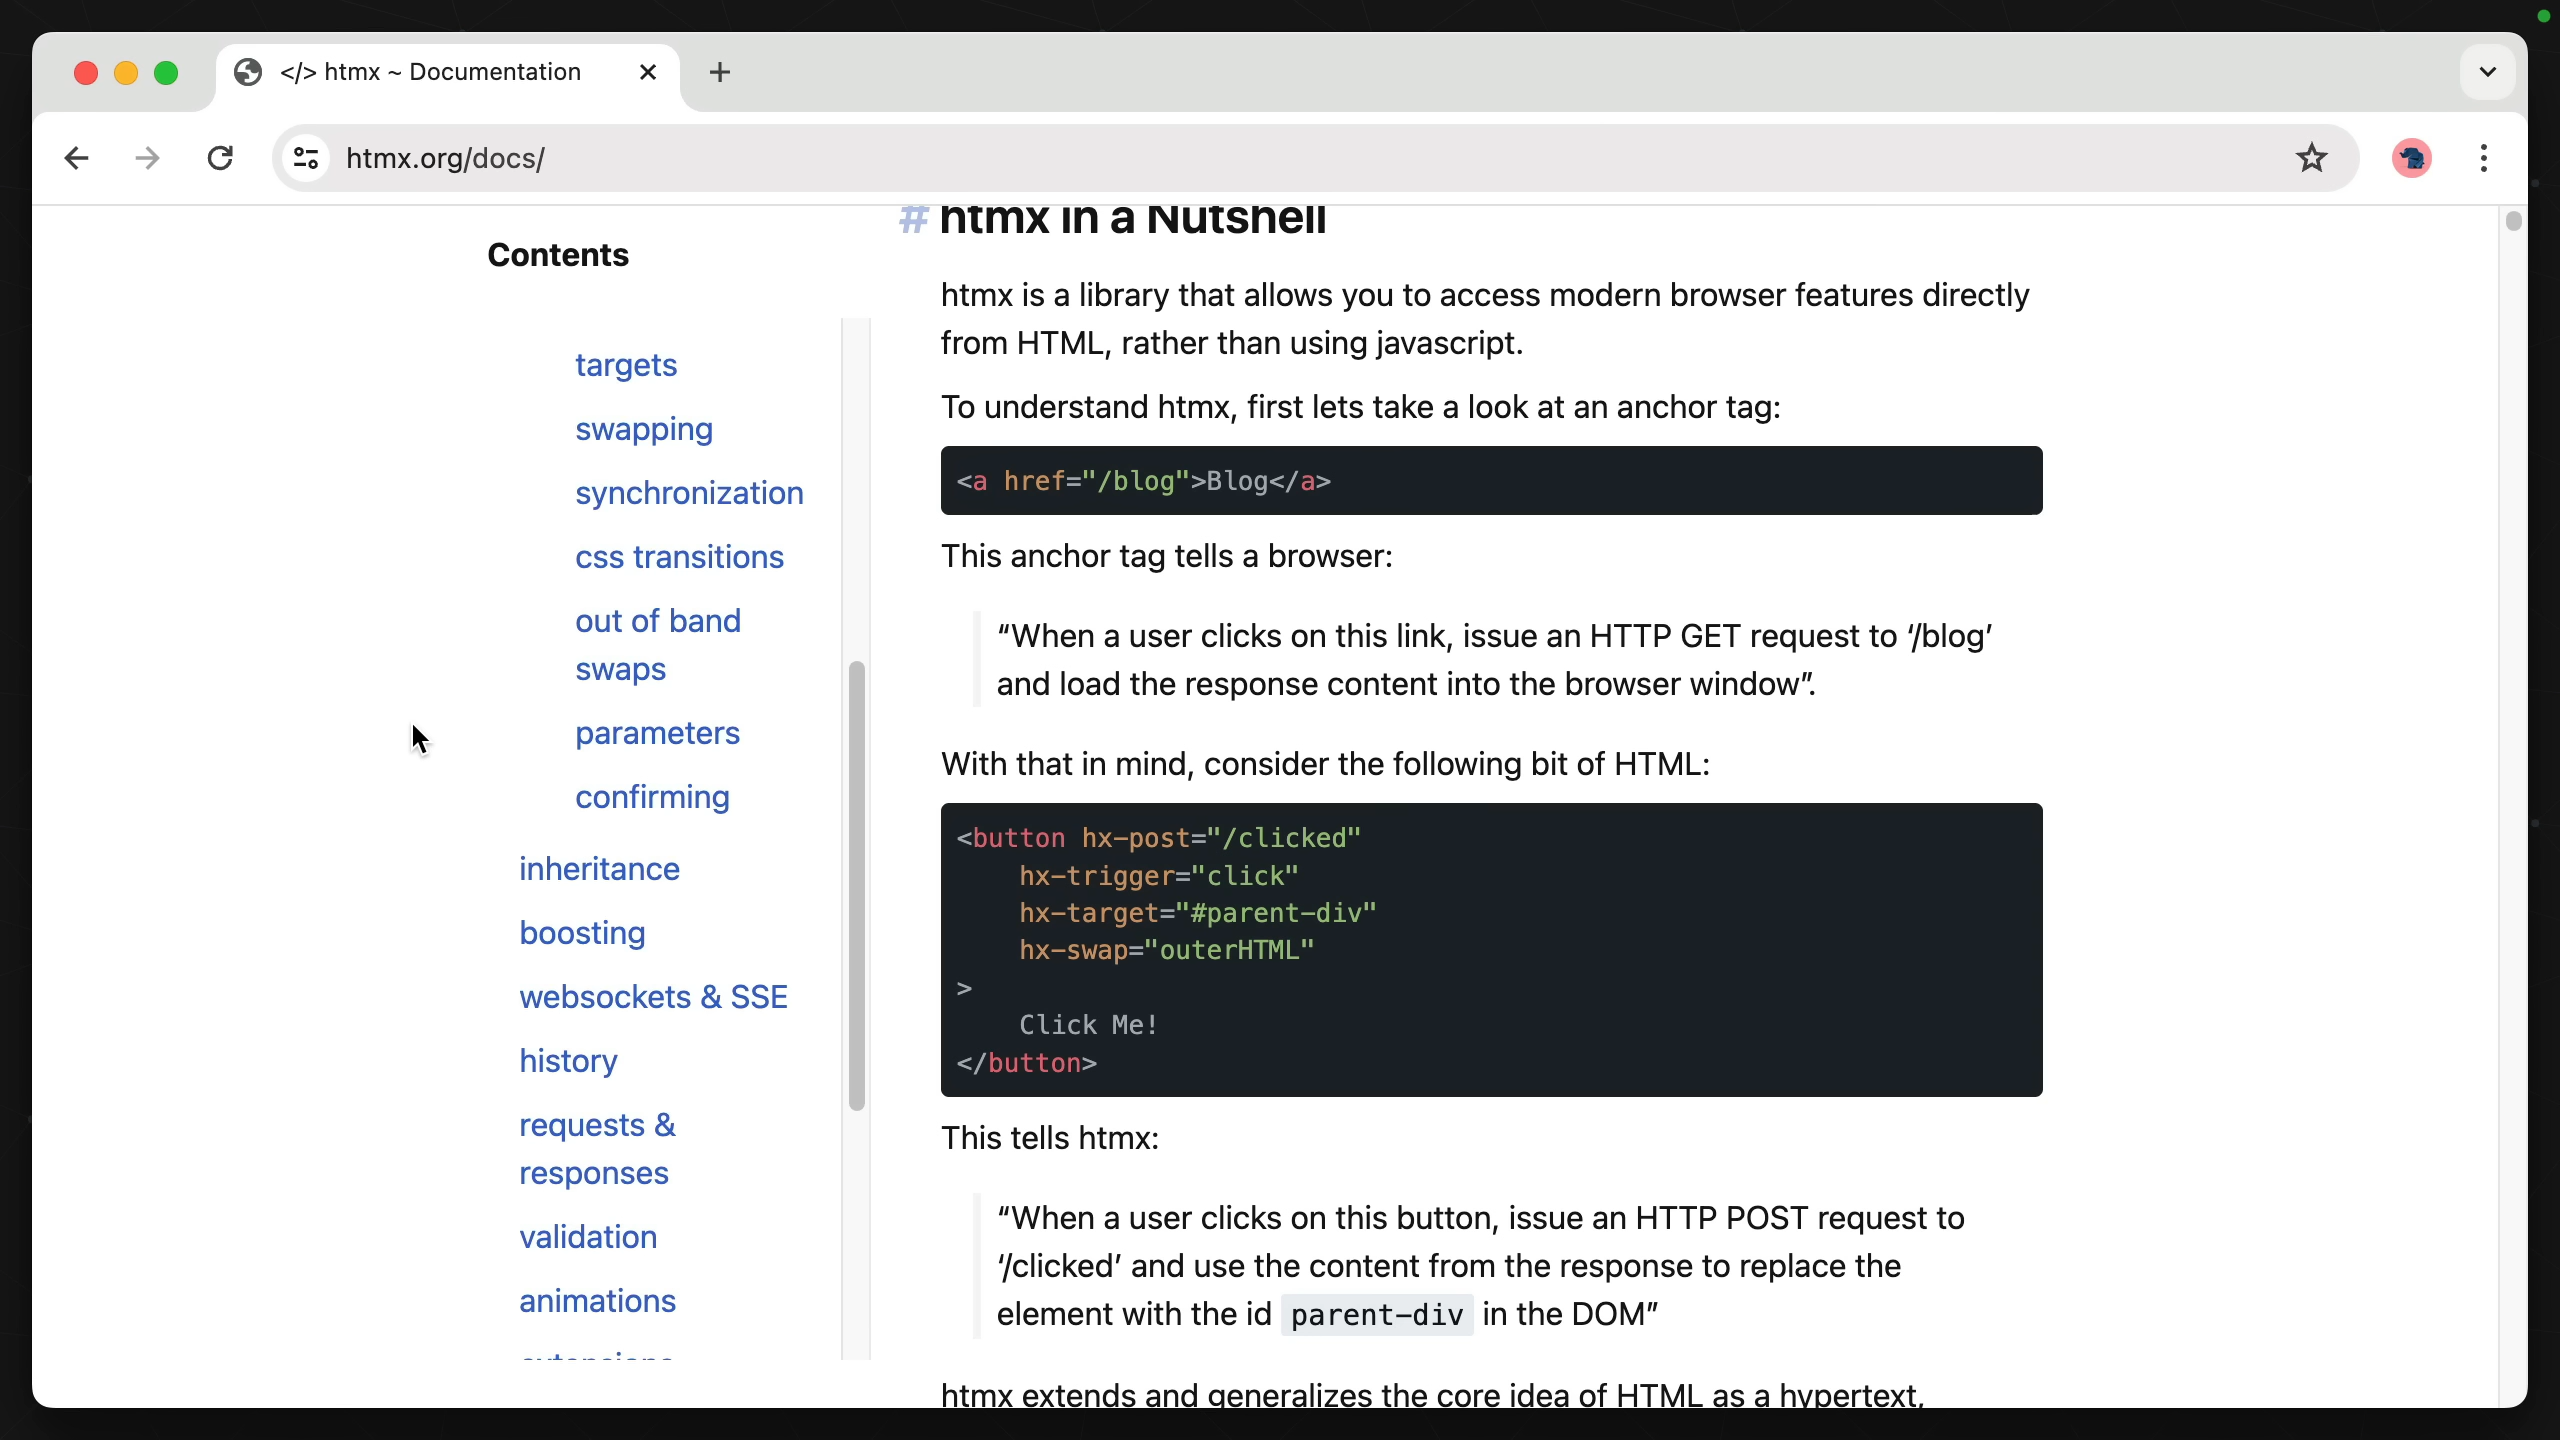 </> htmx ~ Documentation
htmx.org/docs/
Contents
targets
swapping
synchronization
css transitions
out of band
swaps
parameters
confirming
inheritance
boosting
websockets & SSE
history
requests &
responses
validation
animations
# htmx in a Nutshell
htmx is a library that allows you to access modern browser features directly
from HTML, rather than using javascript.
To understand htmx, first lets take a look at an anchor tag:
<a href="/blog">Blog</a>
This anchor tag tells a browser:
“When a user clicks on this link, issue an HTTP GET request to ‘/blog’
and load the response content into the browser window”.
With that in mind, consider the following bit of HTML:
<button hx-post="/clicked"
    hx-trigger="click"
    hx-target="#parent-div"
    hx-swap="outerHTML"
>
    Click Me!
</button>
This tells htmx:
“When a user clicks on this button, issue an HTTP POST request to
‘/clicked’ and use the content from the response to replace the
element with the id parent-div in the DOM”
htmx extends and generalizes the core idea of HTML as a hypertext,